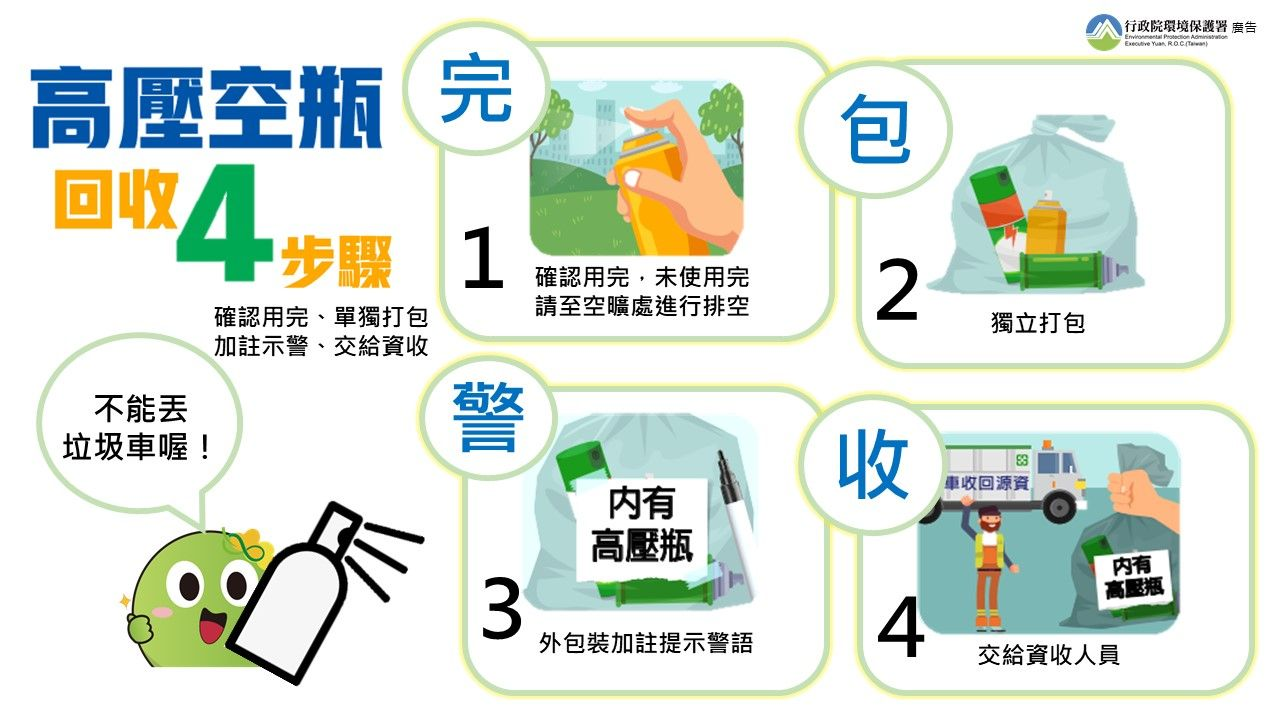 行政院環境保護署 廣告
Environmental Protection Administration
Executive Yuan, R.O.C.(Taiwan)
高壓空瓶
回收4步驟
確認用完、單獨打包
加註示警、交給資收
不能丟
垃圾車喔！
完
1
確認用完，未使用完
請至空曠處進行排空
包
2
獨立打包
警
内有
高壓瓶
3
外包裝加註提示警語
收
車收回源資
内有
高壓瓶
4
交給資收人員